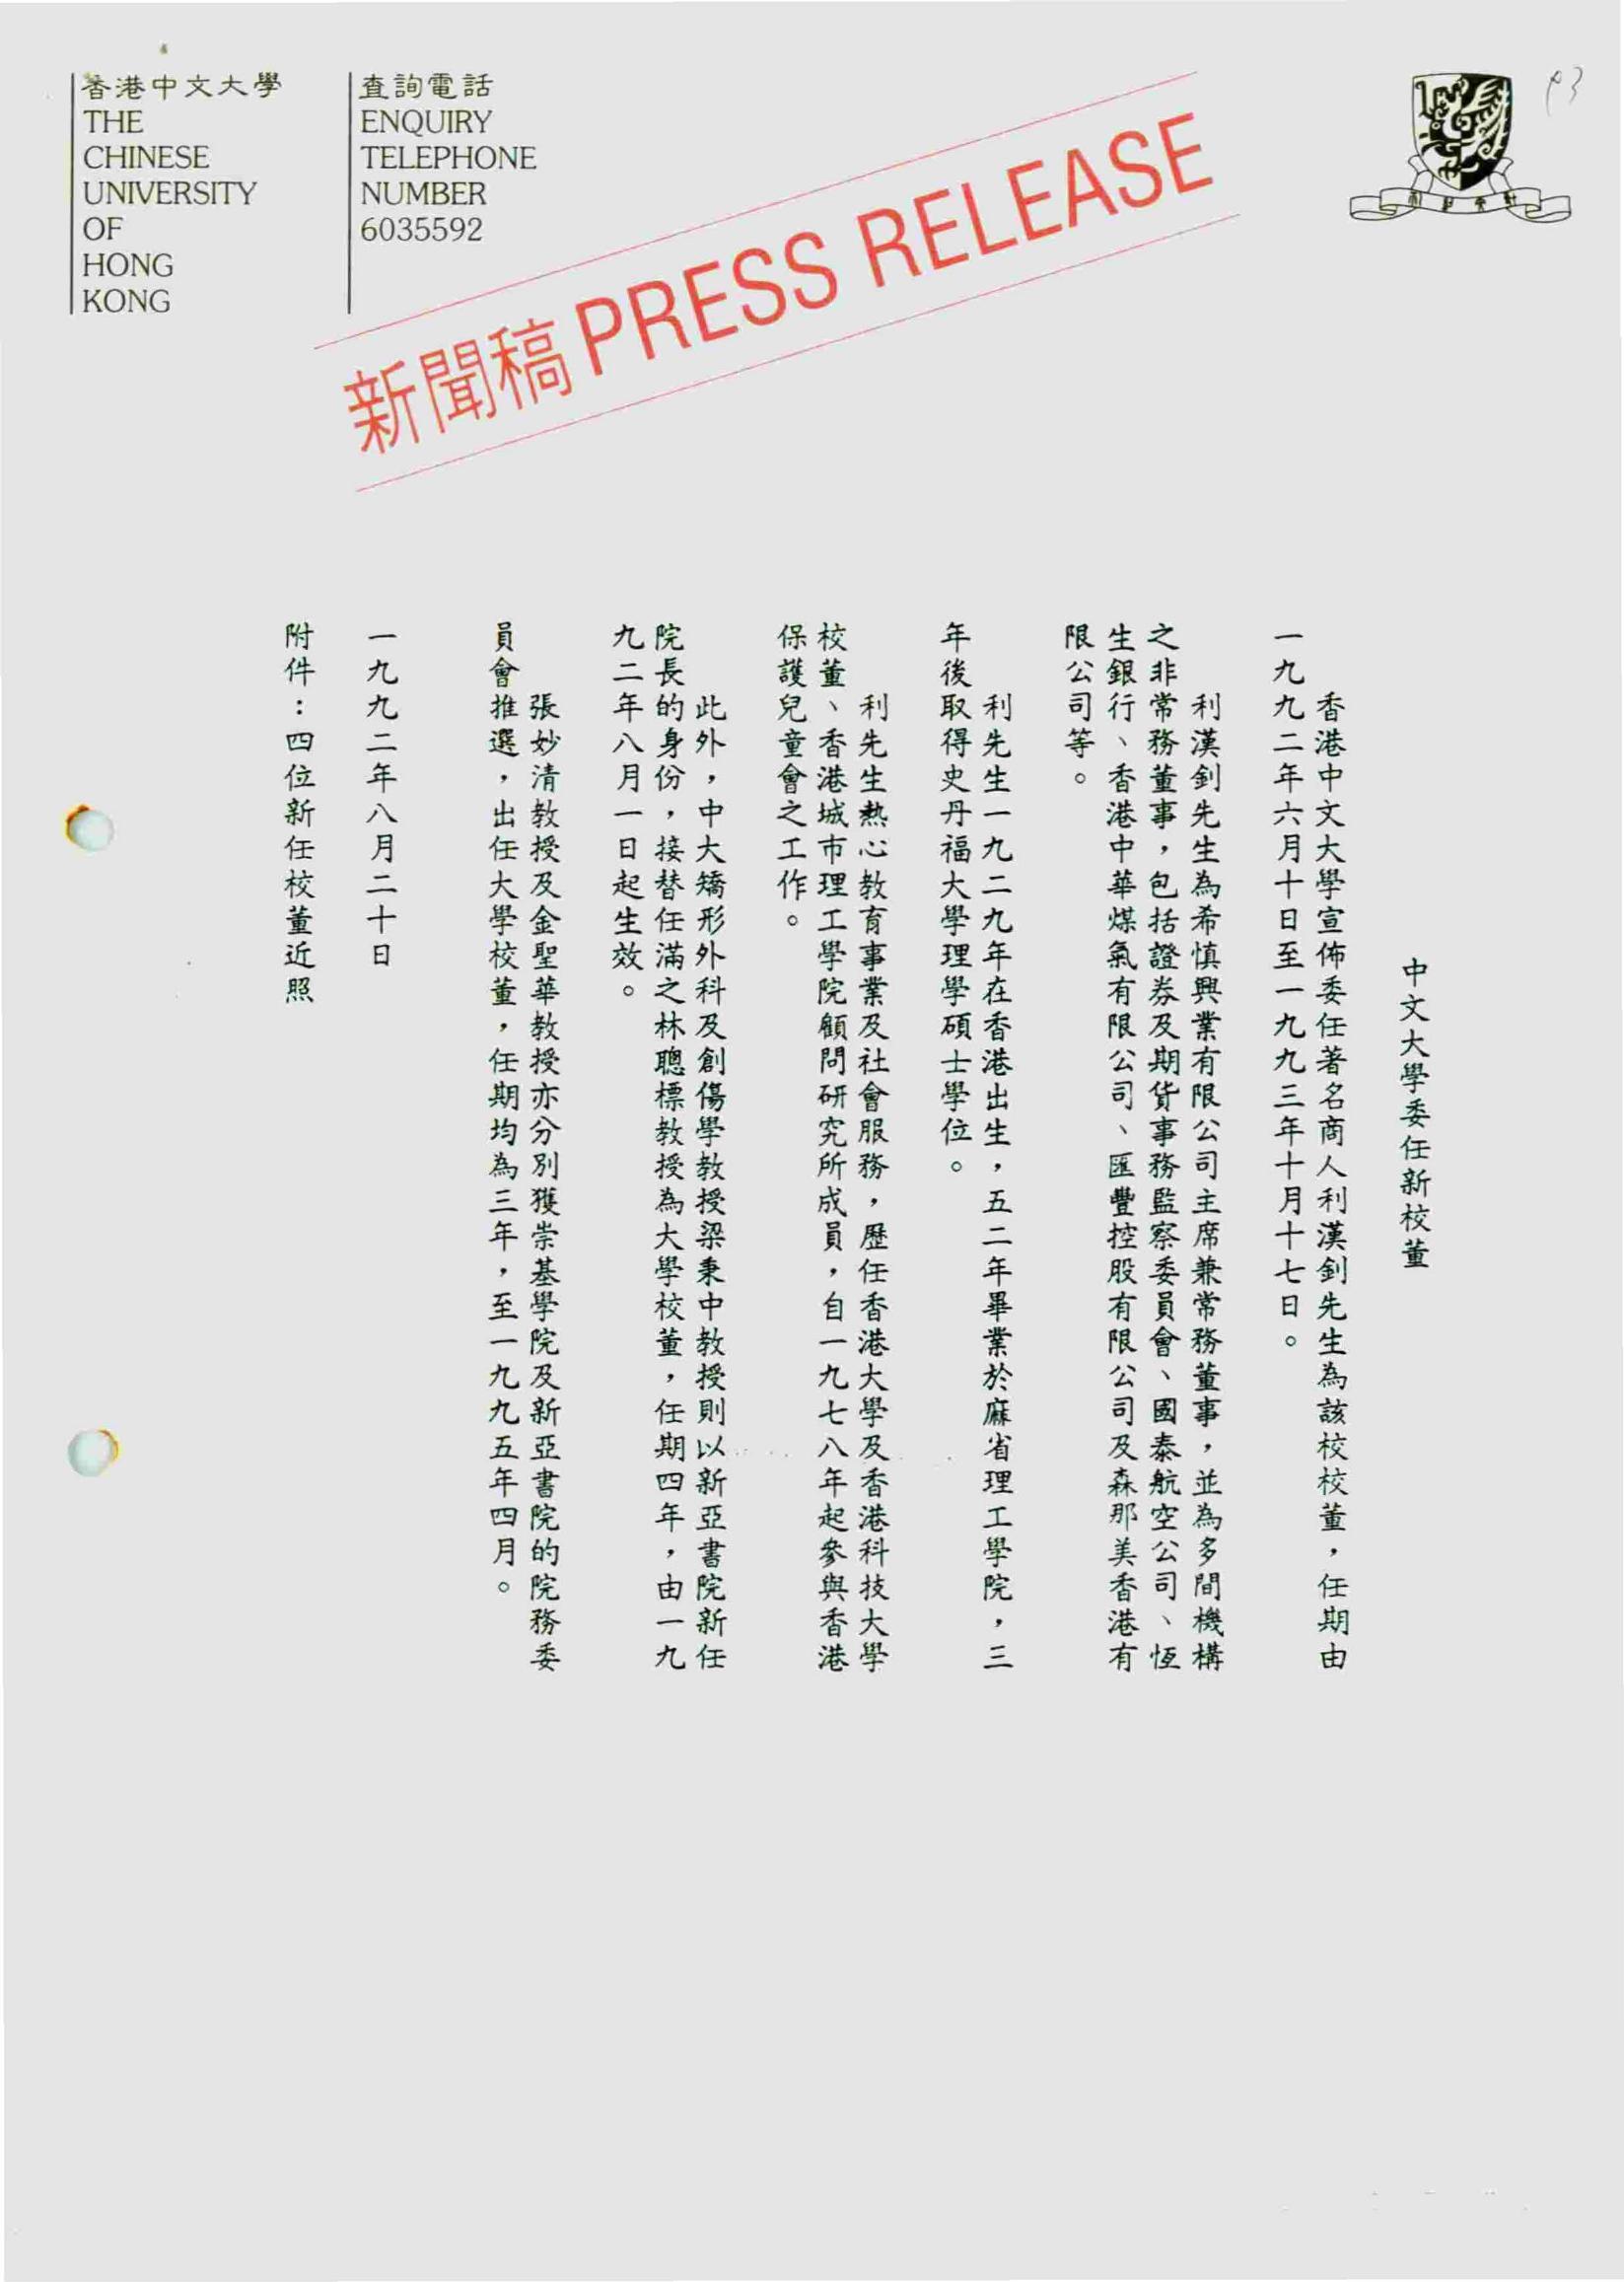 香港中文大學
THE
CHINESE
UNIVERSITY
OF
HONG
KONG
查詢電話
ENQUIRY
TELEPHONE
NUMBER
6035592
新聞稿 PRESS RELEASE
中文大學委任新校董
香港中文大學宣佈委任著名商人利漢釗先生為該校校董，任期由
一九九二年六月十日至一九九三年十月十七日。
利漢釗先生為希慎興業有限公司主席兼常務董事，並為多間機構
之非常務董事，包括證券及期貨事務監察委員會、國泰航空公司、恆
生銀行、香港中華煤氣有限公司、匯豐控股有限公司及森那美香港有
限公司等。
利先生一九二九年在香港出生，五二年畢業於麻省理工學院，三
年後取得史丹福大學理學碩士學位。
利先生熱心教育事業及社會服務，歷任香港大學及香港科技大學
校董、香港城市理工學院顧問研究所成員，自一九七八年起參與香港
保護兒童會之工作。
此外，中大矯形外科及創傷學教授梁秉中教授則以新亞書院新任
院長的身份，接替任滿之林聰標教授為大學校董，任期四年，由一九
九二年八月一日起生效。
張妙清教授及金聖華教授亦分別獲崇基學院及新亞書院的院務委
員會推選，出任大學校董，任期均為三年，至一九九五年四月。
一九九二年八月二十日
附件：四位新任校董近照